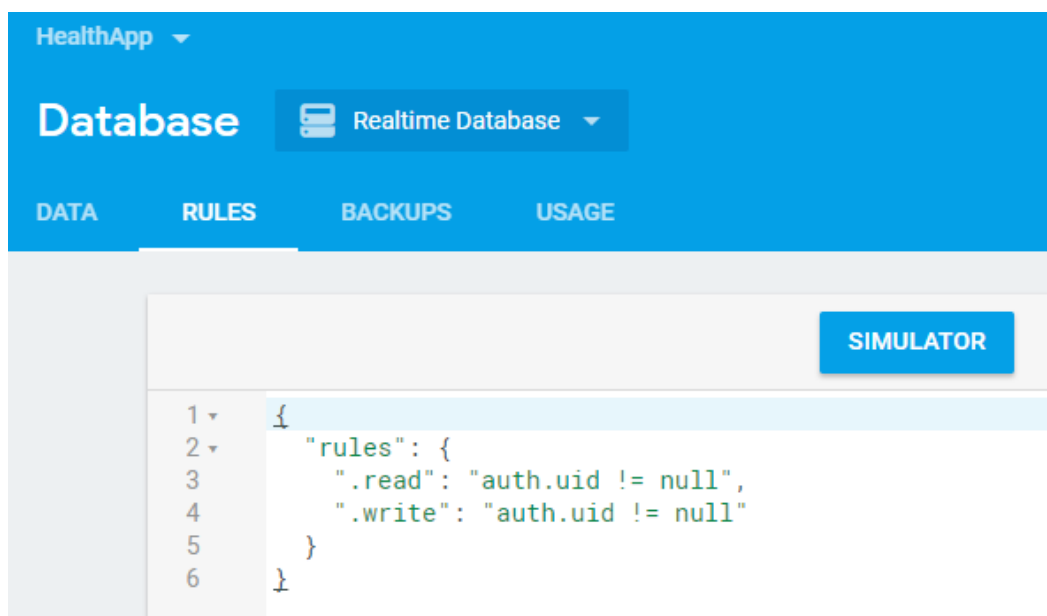 HealthApp
Database Realtime Database
DATA RULES BACKUPS USAGE
SIMULATOR
1 {
2 "rules": {
3 ".read": "auth.uid != null",
4 ".write": "auth.uid != null"
5 }
6 }